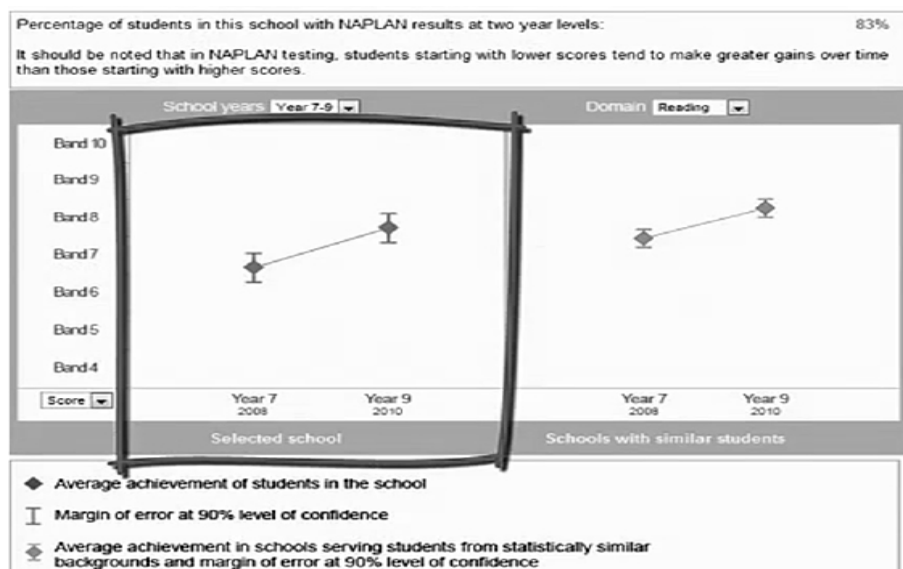 Percentage of students in this school with NAPLAN results at two year levels: 83%
It should be noted that in NAPLAN testing, students starting with lower scores tend to make greater gains over time
than those starting with higher scores.
School years Year 7-9 Domain Reading
Band 10
Band 9
Band 8
Band 7
Band 6
Band 5
Band 4
Score Year 7 Year 9 Year 7 Year 9
2008 2010 2008 2010
Selected school Schools with similar students
Average achievement of students in the school
Margin of error at 90% level of confidence
Average achievement in schools serving students from statistically similar
backgrounds and margin of error at 90% level of confidence